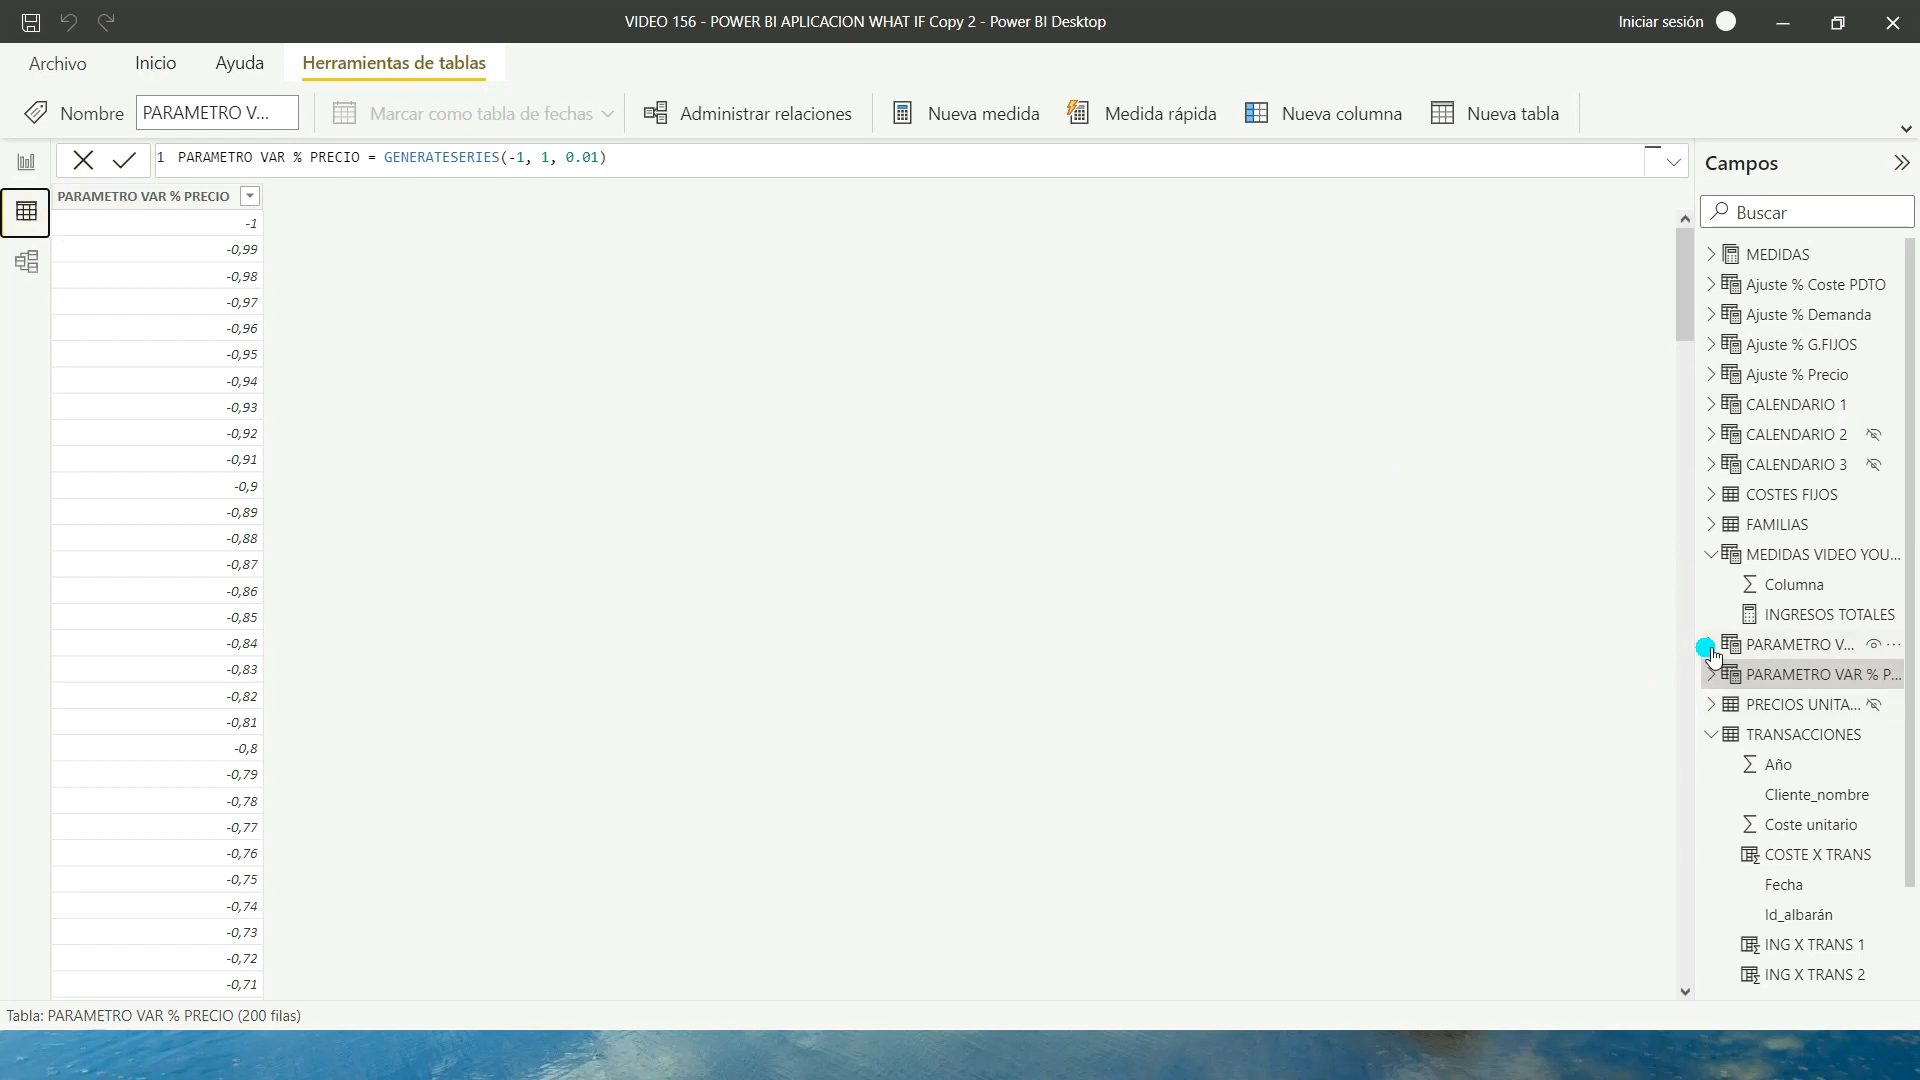 VIDEO 156 - POWER BI APLICACION WHAT IF Copy 2 - Power BI Desktop
Iniciar sesión
Archivo
Inicio
Ayuda
Herramientas de tablas
Nombre
PARAMETRO V...
Marcar como tabla de fechas
Administrar relaciones
Nueva medida
Medida rápida
Nueva columna
Nueva tabla
1 PARAMETRO VAR % PRECIO = GENERATESERIES(-1, 1, 0.01)
PARAMETRO VAR % PRECIO
-1
-0,99
-0,98
-0,97
-0,96
-0,95
-0,94
-0,93
-0,92
-0,91
-0,9
-0,89
-0,88
-0,87
-0,86
-0,85
-0,84
-0,83
-0,82
-0,81
-0,8
-0,79
-0,78
-0,77
-0,76
-0,75
-0,74
-0,73
-0,72
-0,71
Campos
Buscar
MEDIDAS
Ajuste % Coste PDTO
Ajuste % Demanda
Ajuste % G.FIJOS
Ajuste % Precio
CALENDARIO 1
CALENDARIO 2
CALENDARIO 3
COSTES FIJOS
FAMILIAS
MEDIDAS VIDEO YOU...
Columna
INGRESOS TOTALES
PARAMETRO V...
PARAMETRO VAR % P...
PRECIOS UNITA...
TRANSACCIONES
Año
Cliente_nombre
Coste unitario
COSTE X TRANS
Fecha
Id_albarán
ING X TRANS 1
ING X TRANS 2
Tabla: PARAMETRO VAR % PRECIO (200 filas)